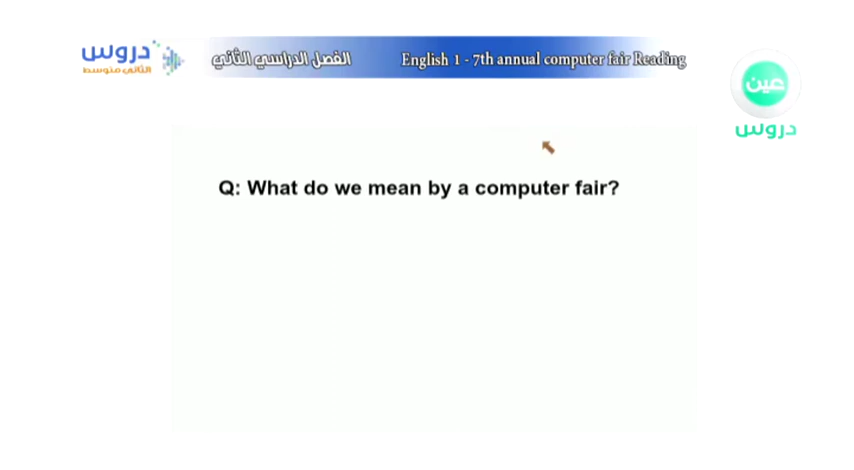 دروس
الثاني متوسط
الفصل الدراسي الثاني
English 1 - 7th annual computer fair Reading
عين
دروس
Q: What do we mean by a computer fair?